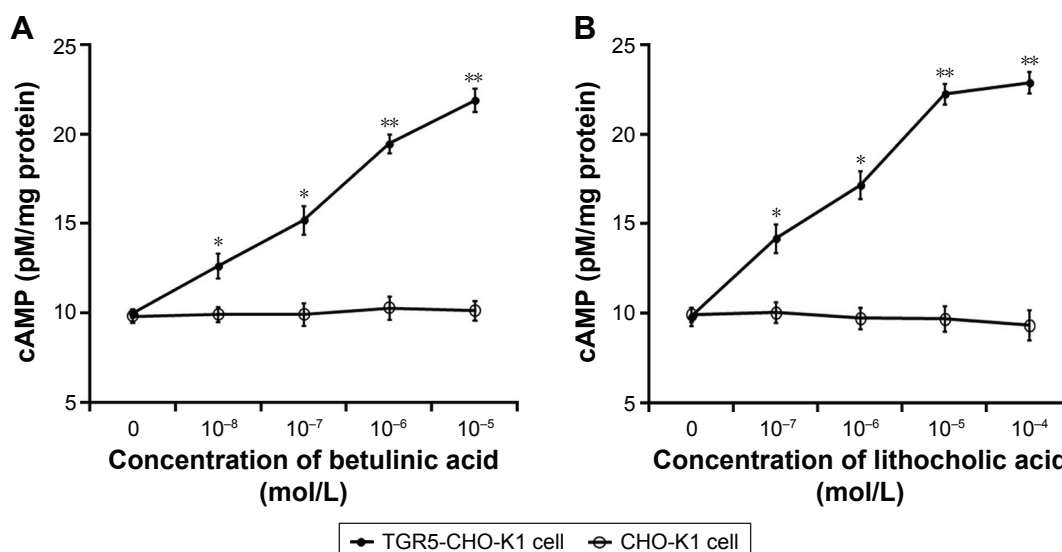 A
25
20
15
10
5
cAMP (pM/mg protein)
*
*
**
**
0 10⁻⁸ 10⁻⁷ 10⁻⁶ 10⁻⁵
Concentration of betulinic acid
(mol/L)
B
25
20
15
10
5
cAMP (pM/mg protein)
*
*
**
**
0 10⁻⁷ 10⁻⁶ 10⁻⁵ 10⁻⁴
Concentration of lithocholic acid
(mol/L)
TGR5-CHO-K1 cell CHO-K1 cell